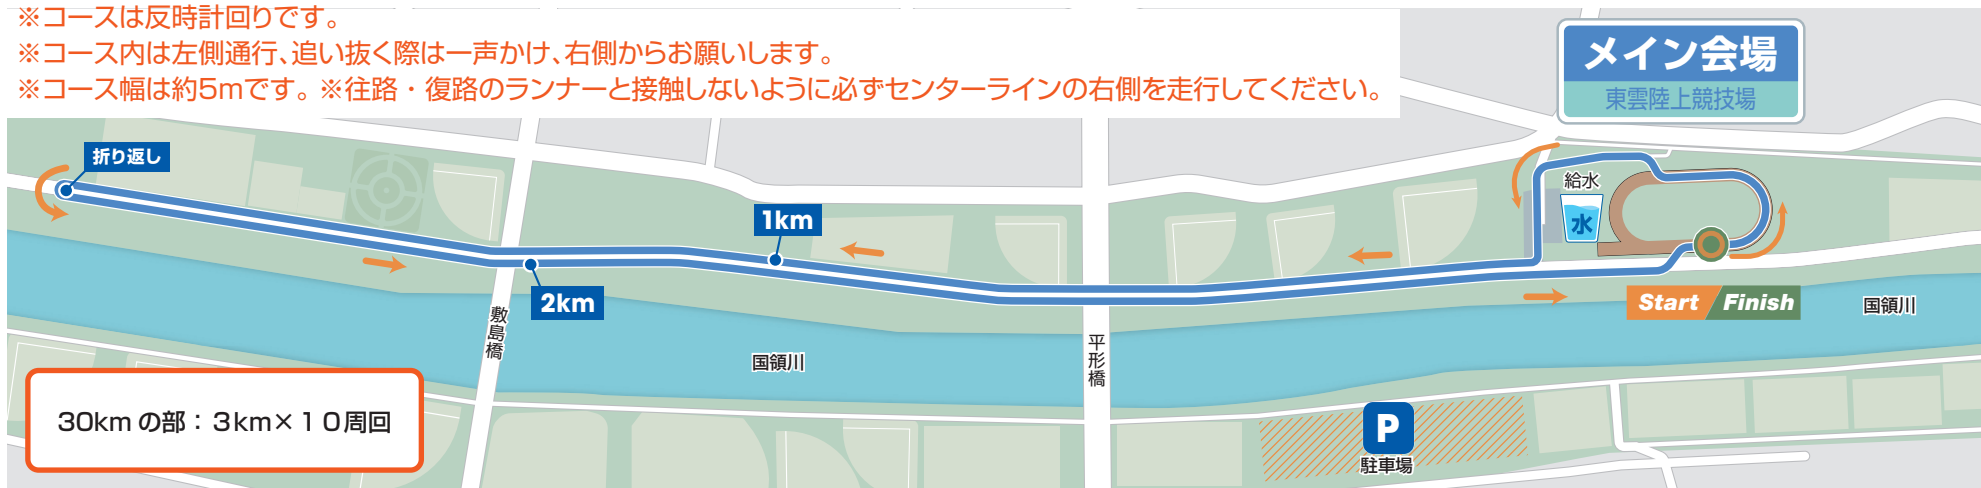 ※コースは反時計回りです。
※コース内は左側通行、追い抜く際は一声かけ、右側からお願いします。
※コース幅は約5mです。※往路・復路のランナーと接触しないように必ずセンターラインの右側を走行してください。
メイン会場
東雲陸上競技場
折り返し
給水
水
1km
2km
Start Finish
国領川
敷島橋
平形橋
国領川
30kmの部：3km×10周回
P
駐車場